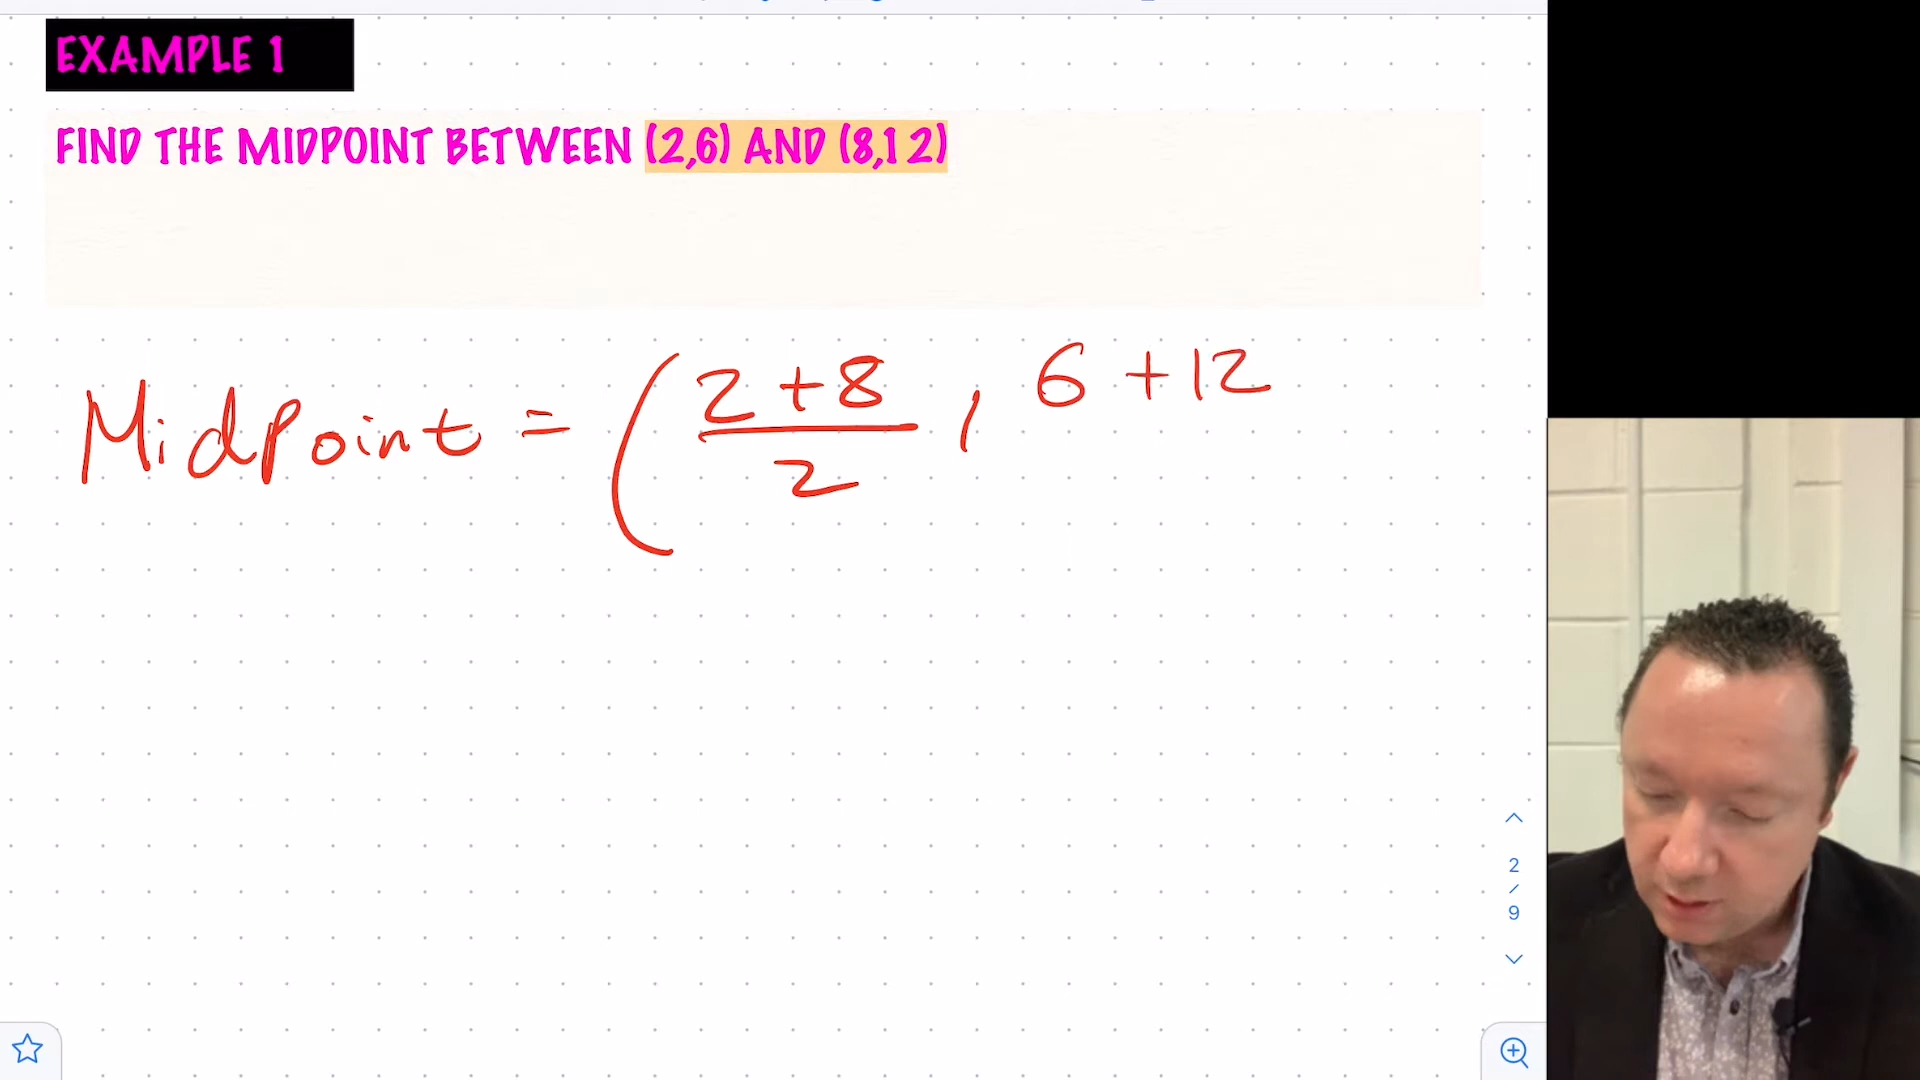 EXAMPLE 1
FIND THE MIDPOINT BETWEEN (2,6) AND (8,12)
Midpoint = ( 2+8 / 2 , 6 + 12
2
/
9